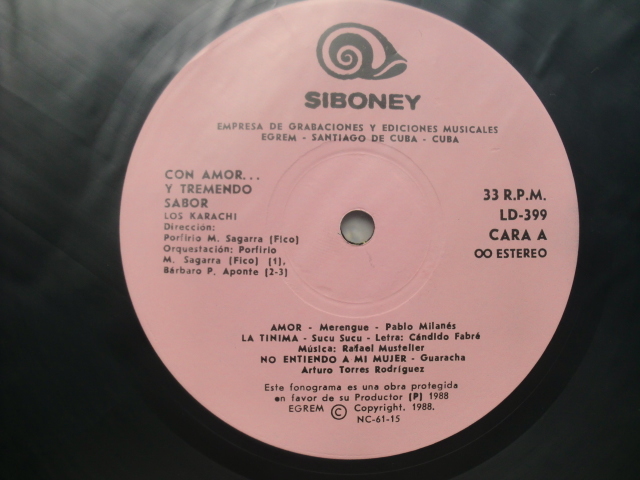 SIBONEY
EMPRESA DE GRABACIONES Y EDICIONES MUSICALES
EGREM - SANTIAGO DE CUBA - CUBA
CON AMOR...
Y TREMENDO
SABOR
LOS KARACHI
Dirección:
Porfirio M. Sagarra (Fico)
Orquestación: Porfirio
M. Sagarra (Fico) (1),
Bárbaro P. Aponte (2-3)
33 R.P.M.
LD-399
CARA A
OO ESTEREO
AMOR - Merengue - Pablo Milanés
LA TINIMA - Sucu Sucu - Letra: Cándido Fabré
Música: Rafael Mustelier
NO ENTIENDO A MI MUJER - Guaracha
Arturo Torres Rodríguez
Este fonograma es una obra protegida
en favor de su Productor (P) 1988
EGREM © Copyright. 1988.
NC-61-15